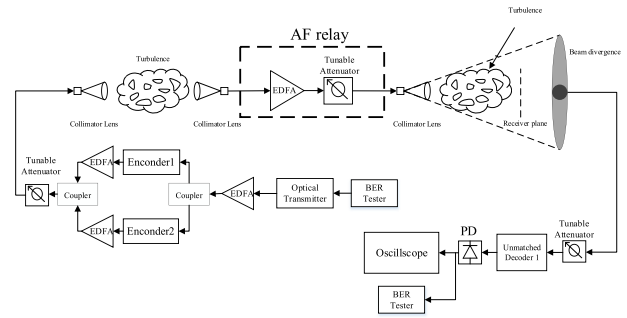 AF relay
Turbulence
Turbulence
Tunable
Attenuator
Beam divergence
EDFA
Collimator Lens
Collimator Lens
Collimator Lens
Receiver plane
Tunable
Attenuator
EDFA
Enconder1
Coupler
Coupler
EDFA
Optical
Transmitter
BER
Tester
EDFA
Enconder2
Tunable
Attenuator
PD
Oscillscope
Unmatched
Decoder 1
BER
Tester